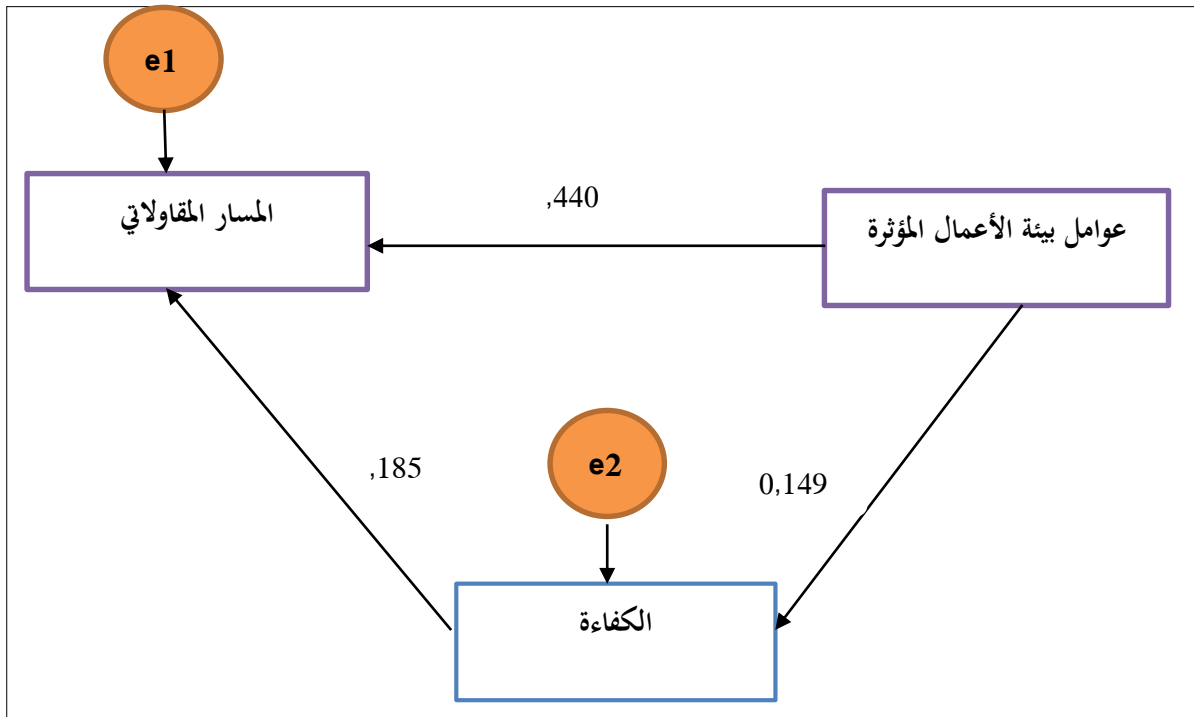 e1
المسار المقاولاتي
,440
عوامل بيئة الأعمال المؤثرة
,185
e2
0,149
الكفاءة